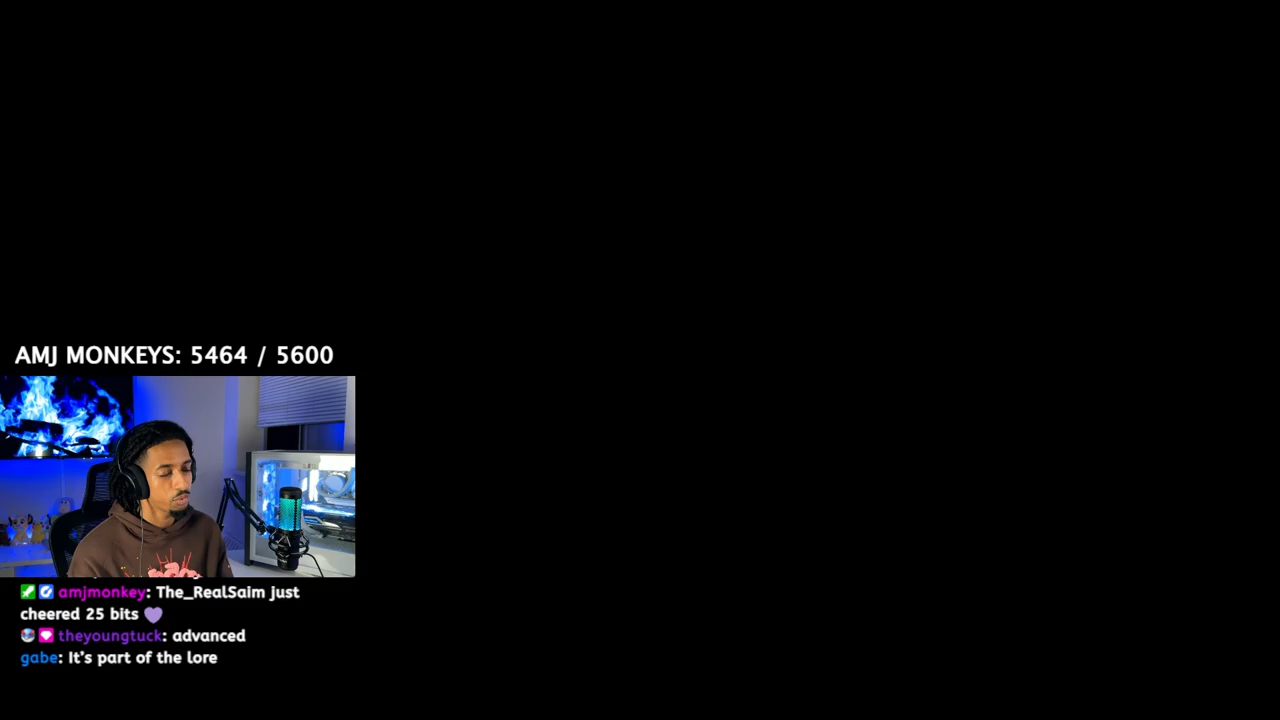 AMJ MONKEYS: 5464 / 5600
amjmonkey: The_RealSaim just
cheered 25 bits 💜
theyoungtuck: advanced
gabe: It's part of the lore